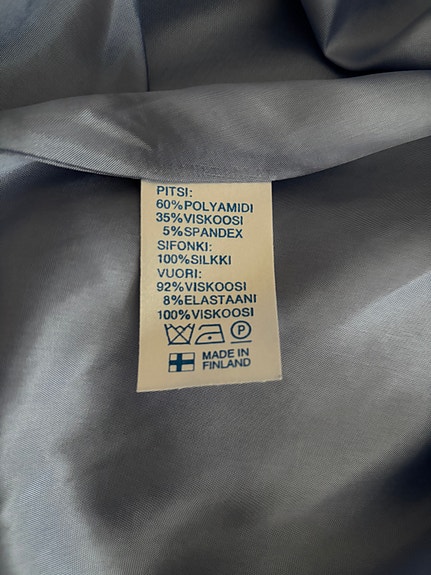 PITSI:
60%POLYAMIDI
35%VISKOOSI
5%SPANDEX
SIFONKI:
100%SILKKI
VUORI:
92%VISKOOSI
8%ELASTAANI
100%VISKOOSI
P
MADE IN
FINLAND